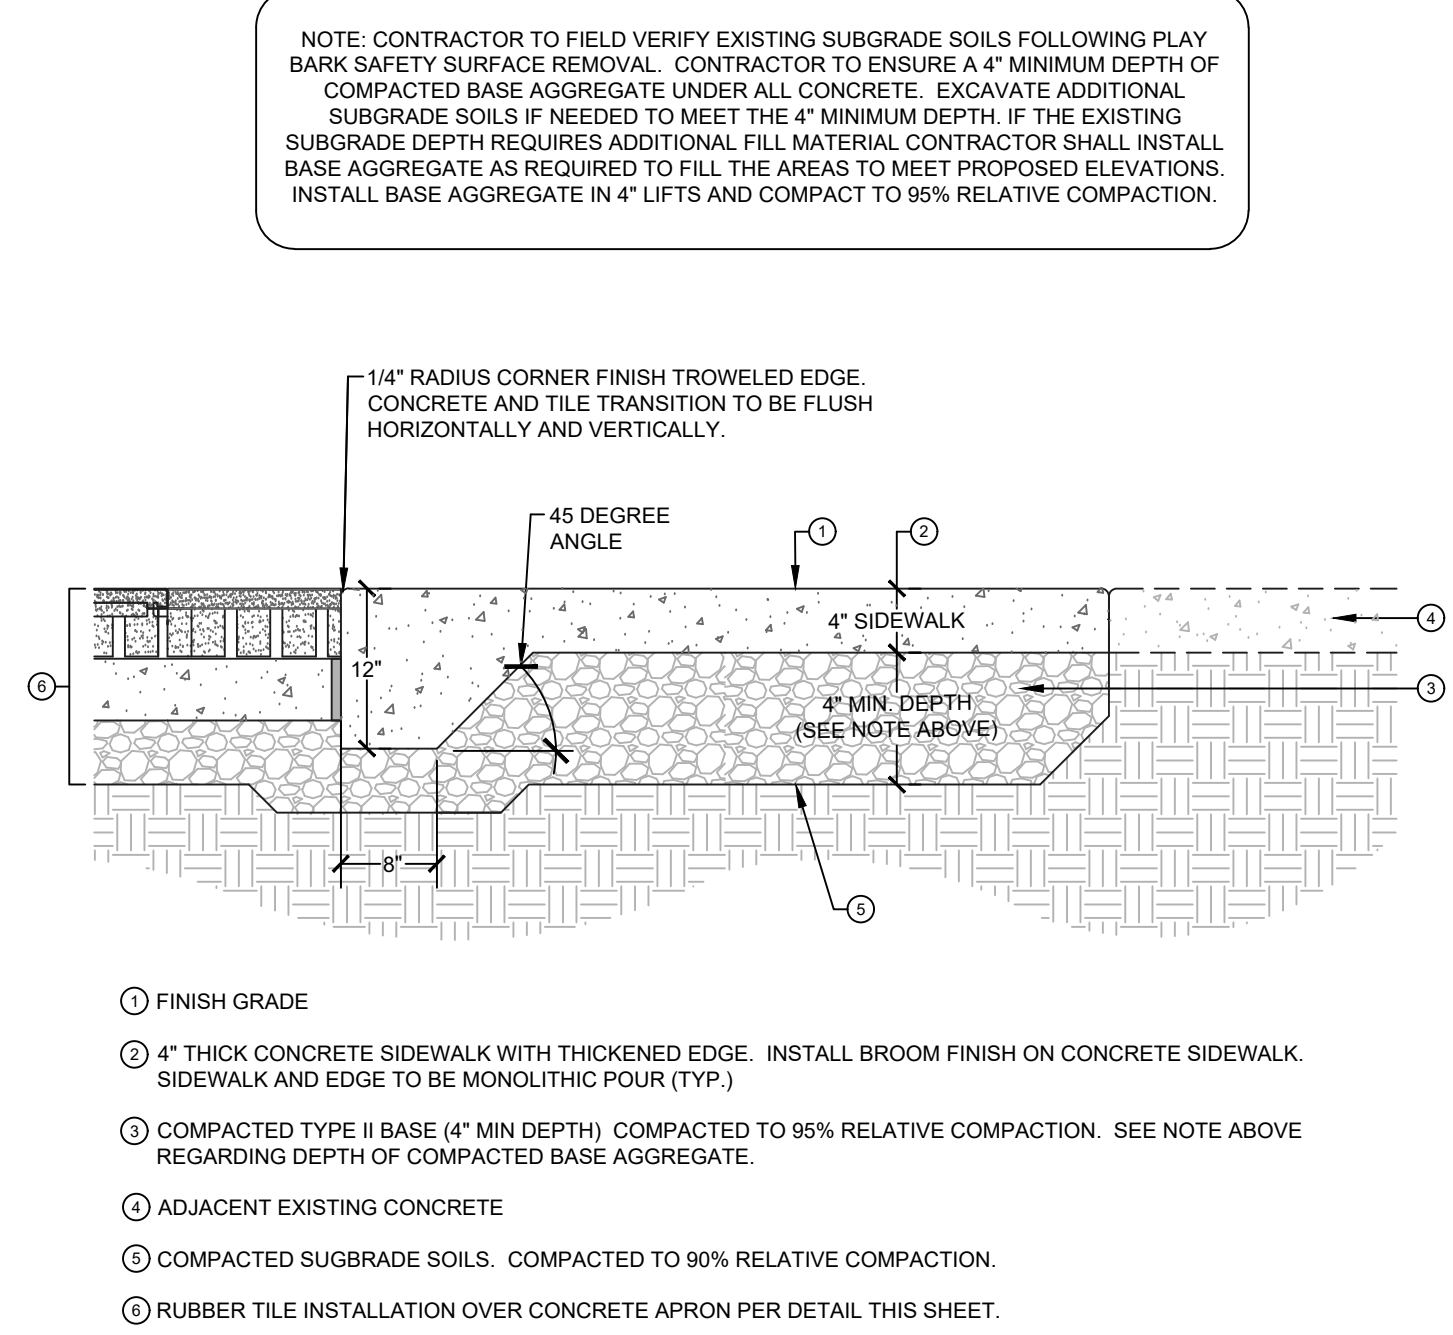 NOTE: CONTRACTOR TO FIELD VERIFY EXISTING SUBGRADE SOILS FOLLOWING PLAY
BARK SAFETY SURFACE REMOVAL. CONTRACTOR TO ENSURE A 4" MINIMUM DEPTH OF
COMPACTED BASE AGGREGATE UNDER ALL CONCRETE. EXCAVATE ADDITIONAL
SUBGRADE SOILS IF NEEDED TO MEET THE 4" MINIMUM DEPTH. IF THE EXISTING
SUBGRADE DEPTH REQUIRES ADDITIONAL FILL MATERIAL CONTRACTOR SHALL INSTALL
BASE AGGREGATE AS REQUIRED TO FILL THE AREAS TO MEET PROPOSED ELEVATIONS.
INSTALL BASE AGGREGATE IN 4" LIFTS AND COMPACT TO 95% RELATIVE COMPACTION.
1/4" RADIUS CORNER FINISH TROWELED EDGE.
CONCRETE AND TILE TRANSITION TO BE FLUSH
HORIZONTALLY AND VERTICALLY.
45 DEGREE
ANGLE
1
2
4" SIDEWALK
4
12"
6
3
4" MIN. DEPTH
(SEE NOTE ABOVE)
8"
5
1 FINISH GRADE
2 4" THICK CONCRETE SIDEWALK WITH THICKENED EDGE. INSTALL BROOM FINISH ON CONCRETE SIDEWALK.
SIDEWALK AND EDGE TO BE MONOLITHIC POUR (TYP.)
3 COMPACTED TYPE II BASE (4" MIN DEPTH) COMPACTED TO 95% RELATIVE COMPACTION. SEE NOTE ABOVE
REGARDING DEPTH OF COMPACTED BASE AGGREGATE.
4 ADJACENT EXISTING CONCRETE
5 COMPACTED SUGBRADE SOILS. COMPACTED TO 90% RELATIVE COMPACTION.
6 RUBBER TILE INSTALLATION OVER CONCRETE APRON PER DETAIL THIS SHEET.